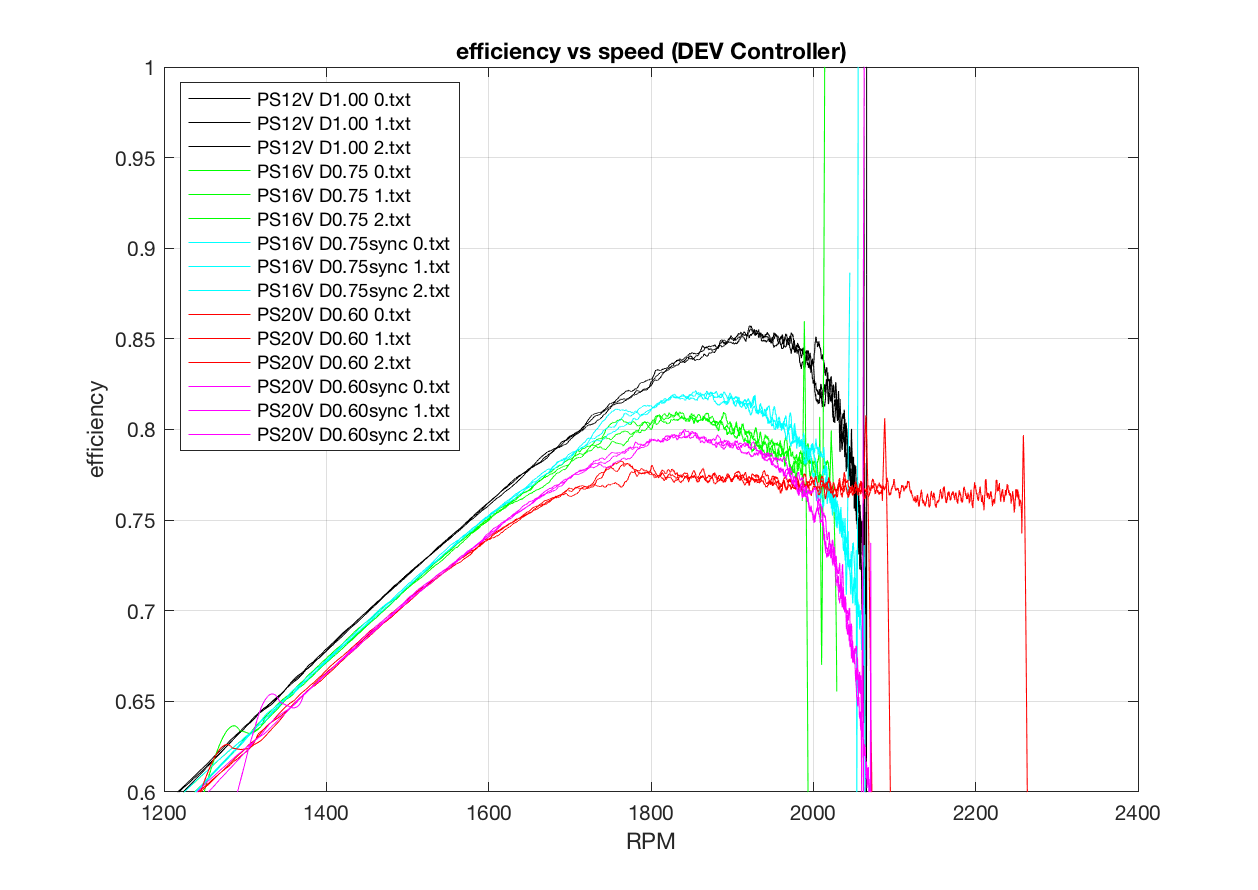 efficiency vs speed (DEV Controller)
1
0.95
0.9
0.85
0.8
0.75
0.7
0.65
0.6
efficiency
PS12V D1.00 0.txt
PS12V D1.00 1.txt
PS12V D1.00 2.txt
PS16V D0.75 0.txt
PS16V D0.75 1.txt
PS16V D0.75 2.txt
PS16V D0.75sync 0.txt
PS16V D0.75sync 1.txt
PS16V D0.75sync 2.txt
PS20V D0.60 0.txt
PS20V D0.60 1.txt
PS20V D0.60 2.txt
PS20V D0.60sync 0.txt
PS20V D0.60sync 1.txt
PS20V D0.60sync 2.txt
1200 1400 1600 1800 2000 2200 2400
RPM